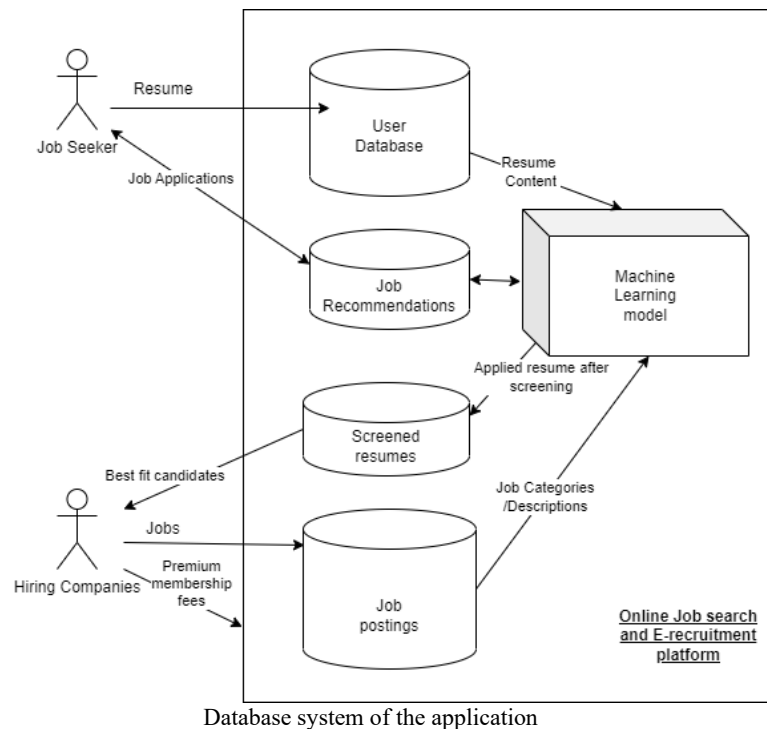 Resume
User
Database
Job Seeker
Resume
Content
Job Applications
Job
Recommendations
Machine
Learning
model
Applied resume after
screening
Screened
resumes
Best fit candidates
Job Categories
/Descriptions
Jobs
Hiring Companies
Premium
membership
fees
Job
postings
Online Job search
and E-recruitment
platform
Database system of the application